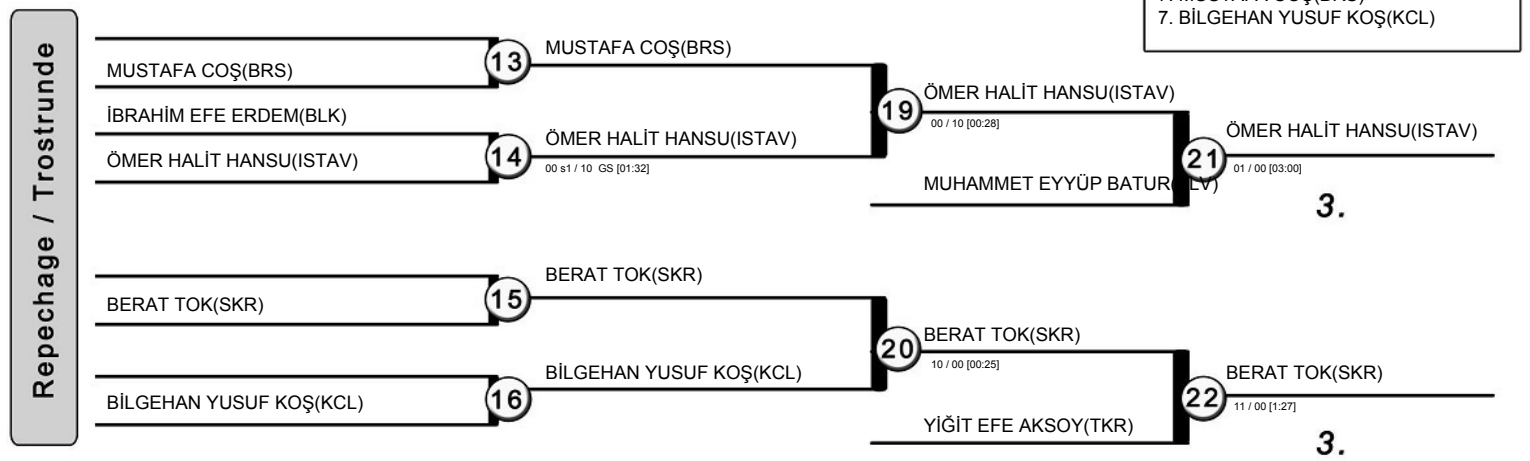 7. BİLGEHAN YUSUF KOŞ(KCL)
Repechage / Trostrunde
MUSTAFA COŞ(BRS)
13
MUSTAFA COŞ(BRS)
İBRAHİM EFE ERDEM(BLK)
ÖMER HALİT HANSU(ISTAV)
14
ÖMER HALİT HANSU(ISTAV)
00 s1 / 10 GS [01:32]
19
ÖMER HALİT HANSU(ISTAV)
00 / 10 [00:28]
MUHAMMET EYYÜP BATUR(
21
ÖMER HALİT HANSU(ISTAV)
01 / 00 [03:00]
3.
BERAT TOK(SKR)
15
BERAT TOK(SKR)
BİLGEHAN YUSUF KOŞ(KCL)
16
BİLGEHAN YUSUF KOŞ(KCL)
20
BERAT TOK(SKR)
10 / 00 [00:25]
YİĞİT EFE AKSOY(TKR)
22
BERAT TOK(SKR)
11 / 00 [1:27]
3.